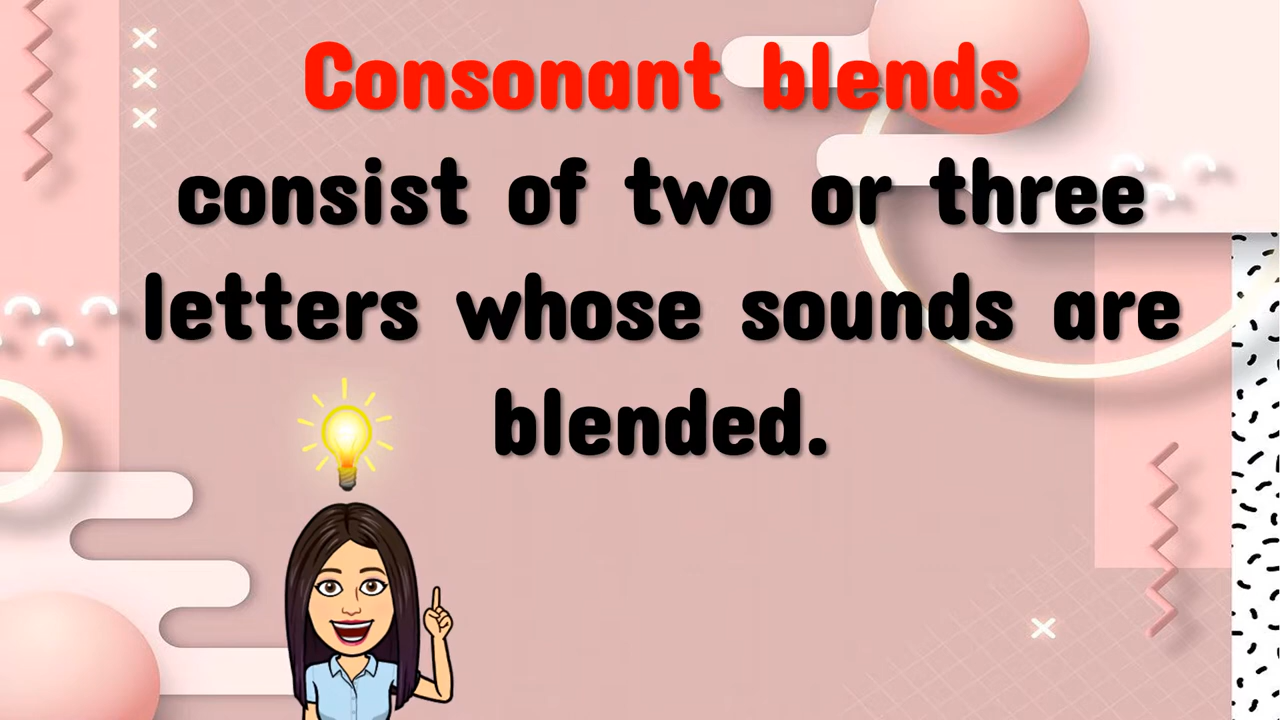 Consonant blends
consist of two or three
letters whose sounds are
blended.